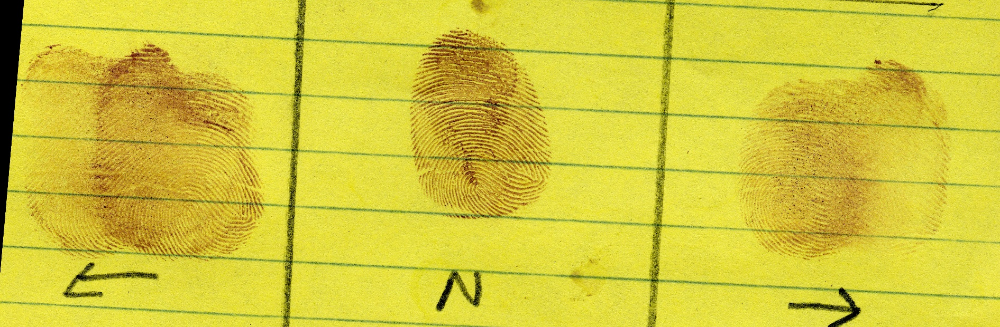 ← N →